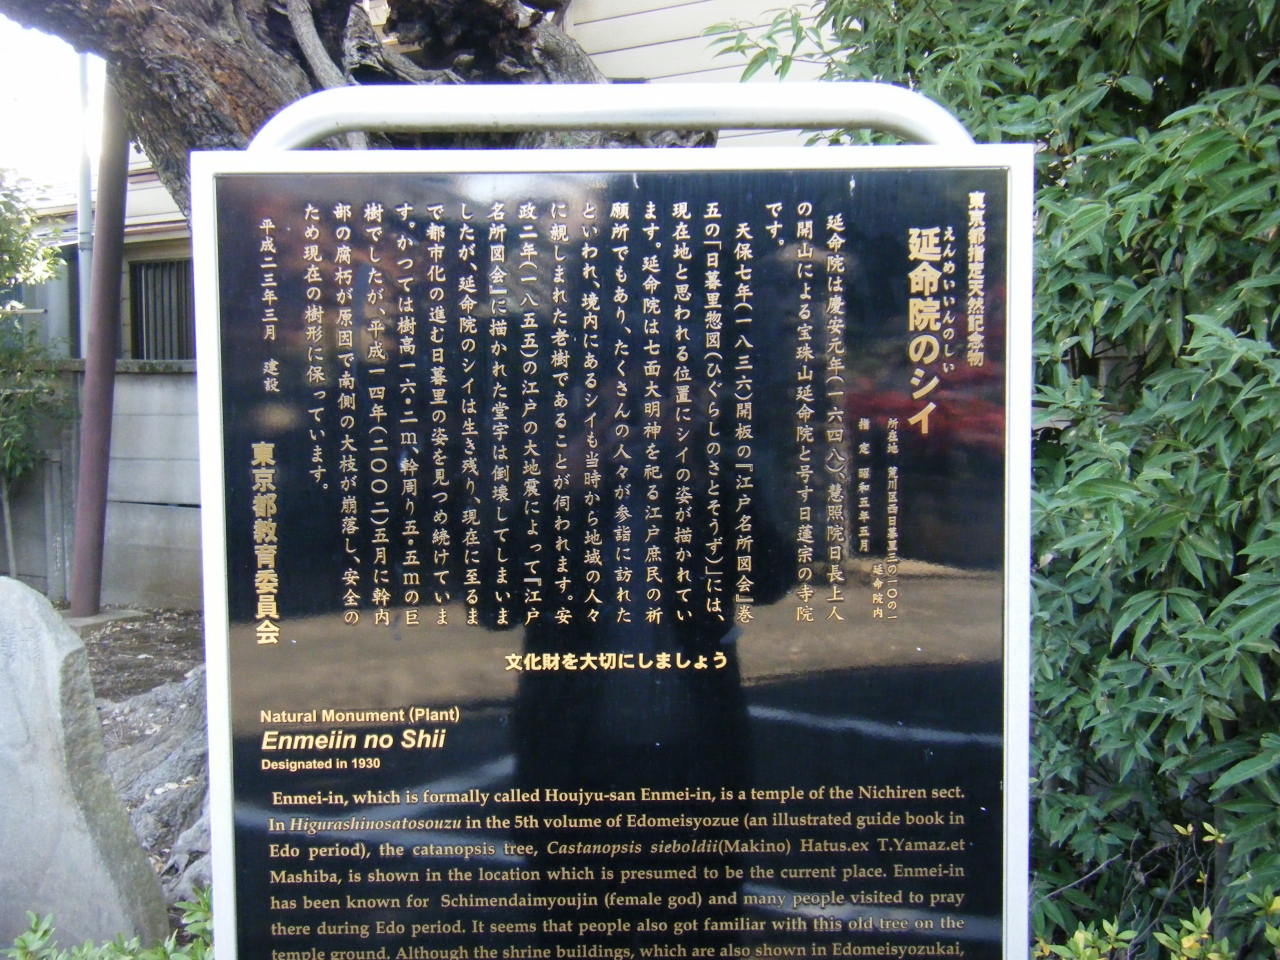 東京都指定天然記念物
えんめいいんのしい
延命院のシイ
所在地 荒川区西日暮里三の一〇の一
延命院内
指定 昭和五年五月
延命院は慶安元年(一六四八)、慧照院日長上人
の開山による宝珠山延命院と号す日蓮宗の寺院
です。
天保七年(一八三六)開板の『江戸名所図会』巻
五の「日暮里惣図(ひぐらしのさとそうず)」には、
現在地と思われる位置にシイの姿が描かれてい
ます。延命院は七面大明神を祀る江戸庶民の祈
願所でもあり、たくさんの人々が参詣に訪れた
といわれ、境内にあるシイも当時から地域の人々
に親しまれた老樹であることが伺われます。安
政二年(一八五五)の江戸の大地震によって『江戸
名所図会』に描かれた堂宇は倒壊してしまいま
したが、延命院のシイは生き残り、現在に至るま
で都市化の進む日暮里の姿を見つめ続けていま
す。かつては樹高一六・二m、幹周り五・五mの巨
樹でしたが、平成一四年(二〇〇二)五月に幹内
部の腐朽が原因で南側の大枝が崩落し、安全の
ため現在の樹形に保っています。
平成二三年三月 建設
東京都教育委員会
文化財を大切にしましょう
Natural Monument (Plant)
Enmeiin no Shii
Designated in 1930
Enmei-in, which is formally called Houjyu-san Enmei-in, is a temple of the Nichiren sect.
In Higurashinosatosouzu in the 5th volume of Edomeisyozue (an illustrated guide book in
Edo period), the catanopsis tree, Castanopsis sieboldii(Makino) Hatus.ex T.Yamaz.et
Mashiba, is shown in the location which is presumed to be the current place. Enmei-in
has been known for Schimendaimyoujin (female god) and many people visited to pray
there during Edo period. It seems that people also got familiar with this old tree on the
temple ground. Although the shrine buildings, which are also shown in Edomeisyozukai,